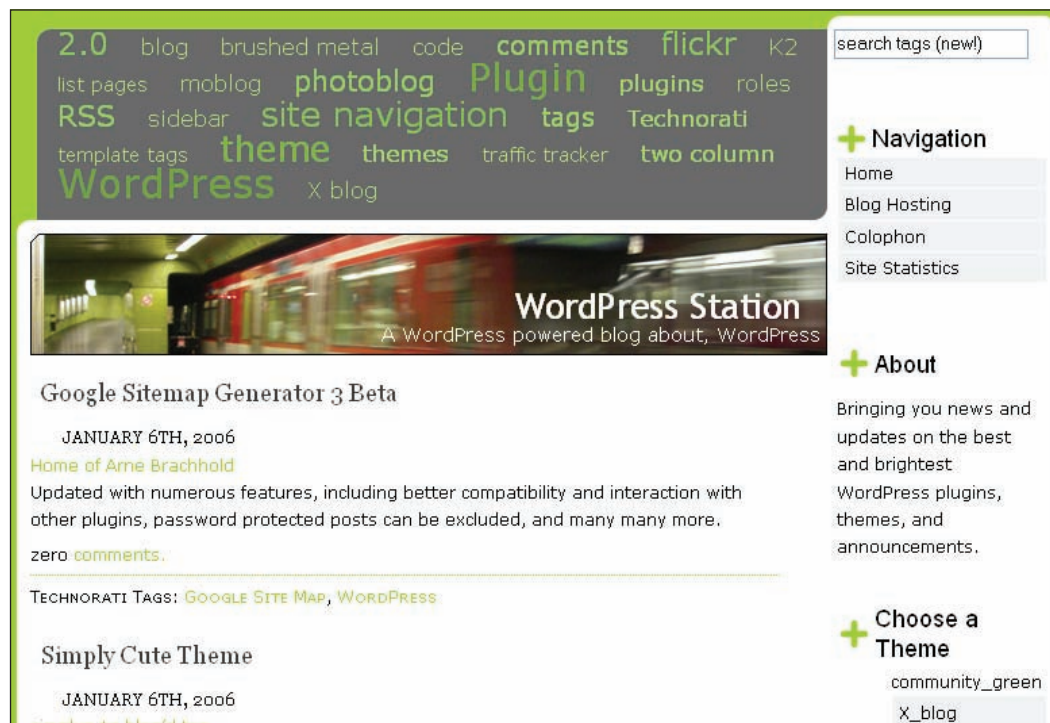 2.0 blog brushed metal code comments flickr K2
list pages moblog photoblog Plugin plugins roles
RSS sidebar site navigation tags Technorati
template tags theme themes traffic tracker two column
WordPress X blog
WordPress Station
A WordPress powered blog about, WordPress
Google Sitemap Generator 3 Beta
JANUARY 6TH, 2006
Home of Arne Brachhold
Updated with numerous features, including better compatibility and interaction with
other plugins, password protected posts can be excluded, and many many more.
zero comments.
TECHNORATI TAGS: GOOGLE SITE MAP, WORDPRESS
Simply Cute Theme
JANUARY 6TH, 2006
search tags (new!)
Navigation
Home
Blog Hosting
Colophon
Site Statistics
About
Bringing you news and
updates on the best
and brightest
WordPress plugins,
themes, and
announcements.
Choose a
Theme
community_green
X_blog